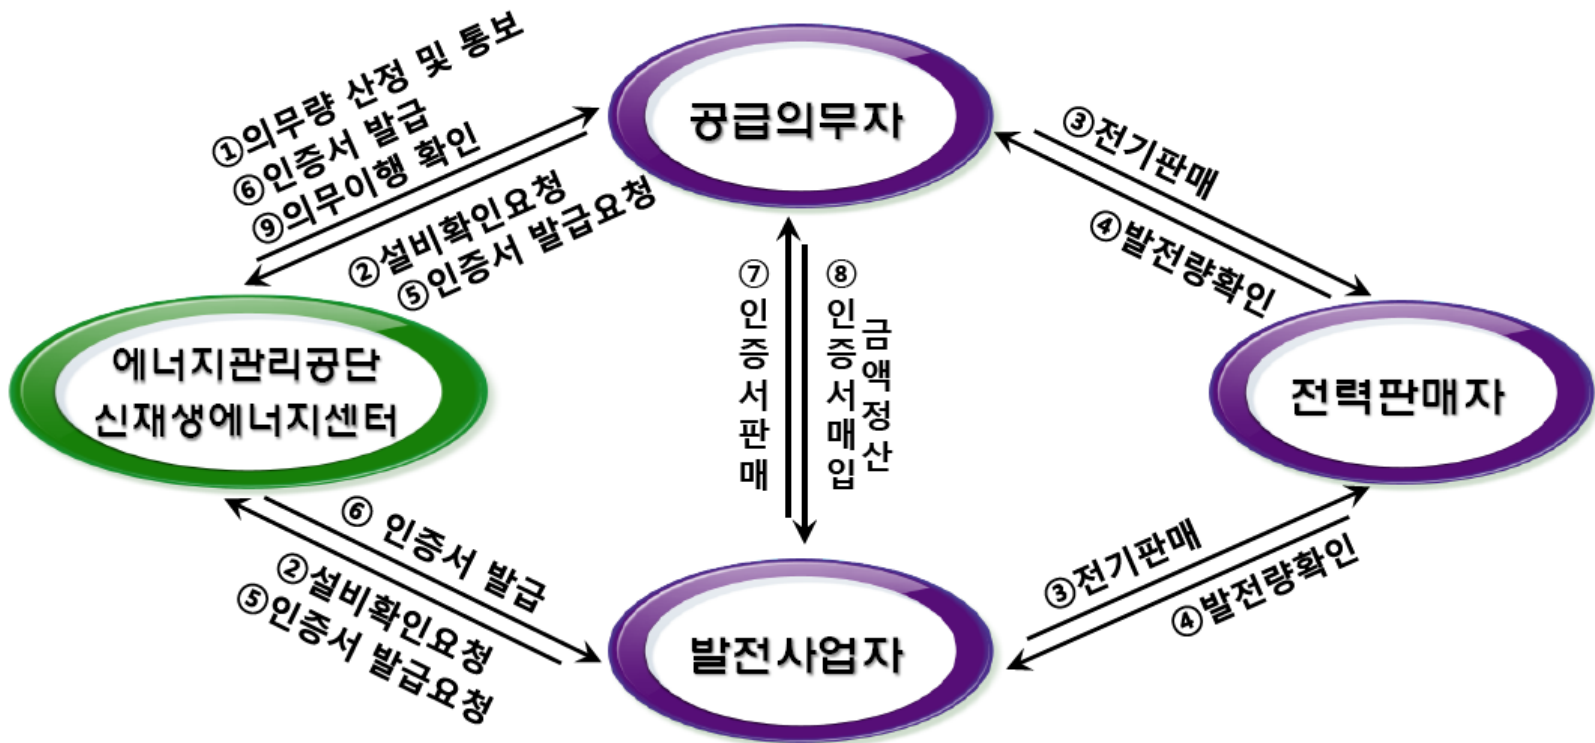 ①의무량 산정 및 통보
⑥인증서 발급
⑨의무이행 확인
②설비확인요청
⑤인증서 발급요청
공급의무자
③전기판매
④발전량확인
에너지관리공단
신재생에너지센터
⑦인증서판매
⑧인증서매입
금액정산
전력판매자
⑥ 인증서 발급
②설비확인요청
⑤인증서 발급요청
발전사업자
③전기판매
④발전량확인